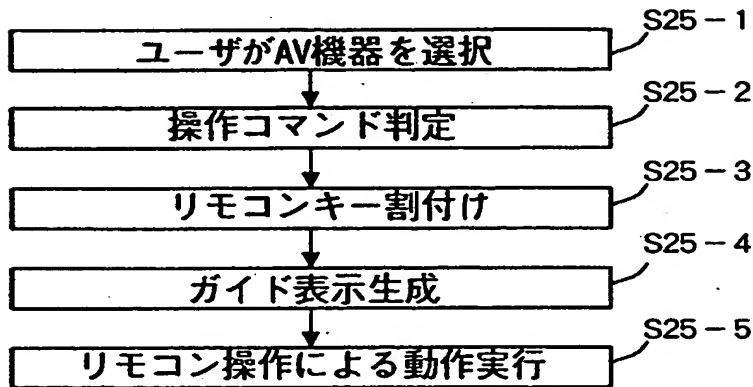 S25-1
ユーザがAV機器を選択
S25-2
操作コマンド判定
S25-3
リモコンキー割付け
S25-4
ガイド表示生成
S25-5
リモコン操作による動作実行